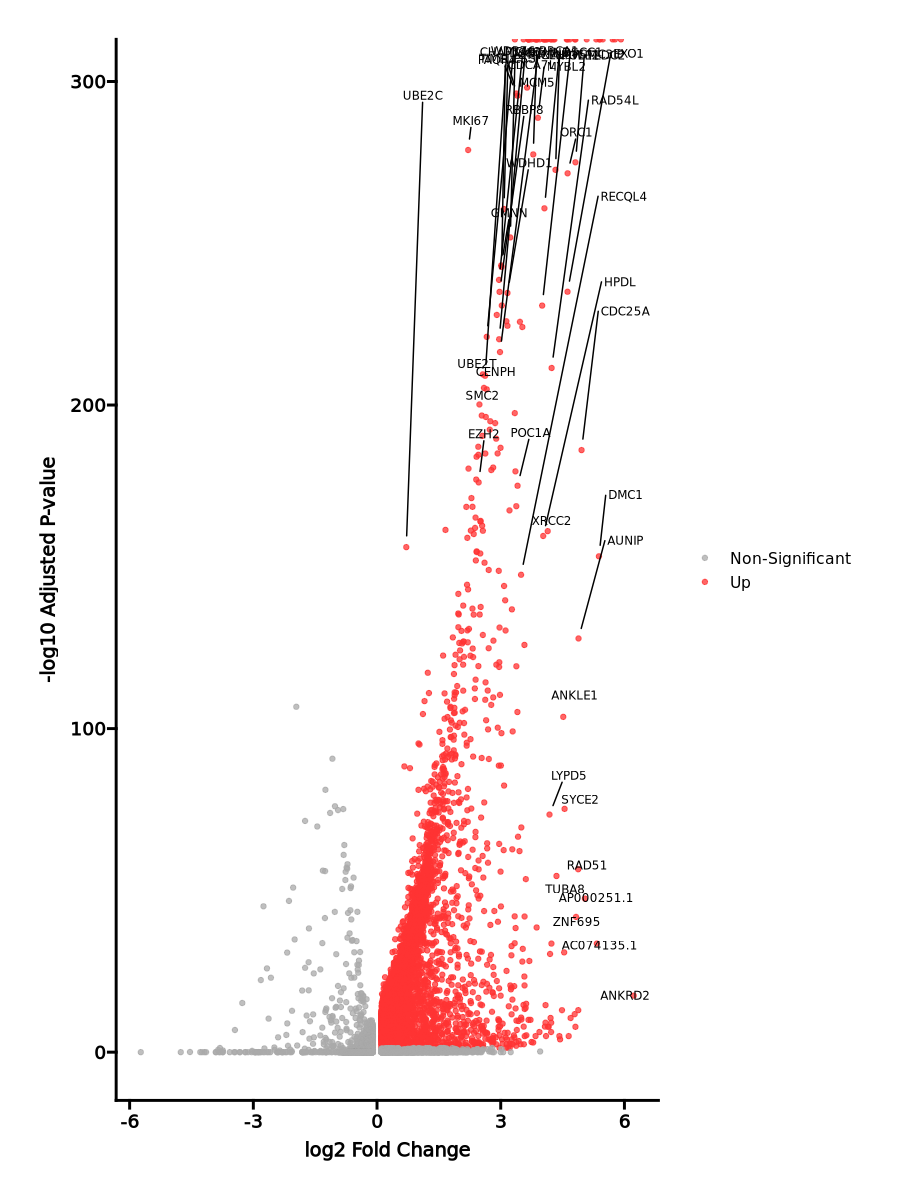 EXO1
CDCA7
MYBL2
MCM5
300
UBE2C
RAD54L
RBBP8
MKI67
ORC1
WDHD1
RECQL4
GMNN
HPDL
CDC25A
UBE2T
CENPH
SMC2
200
EZH2 POC1A
DMC1
XRCC2
AUNIP
-log10 Adjusted P-value
Non-Significant
Up
ANKLE1
100
LYPD5
SYCE2
RAD51
TUBA8
AP000251.1
ZNF695
AC074135.1
ANKRD2
0
-6 -3 0 3 6
log2 Fold Change